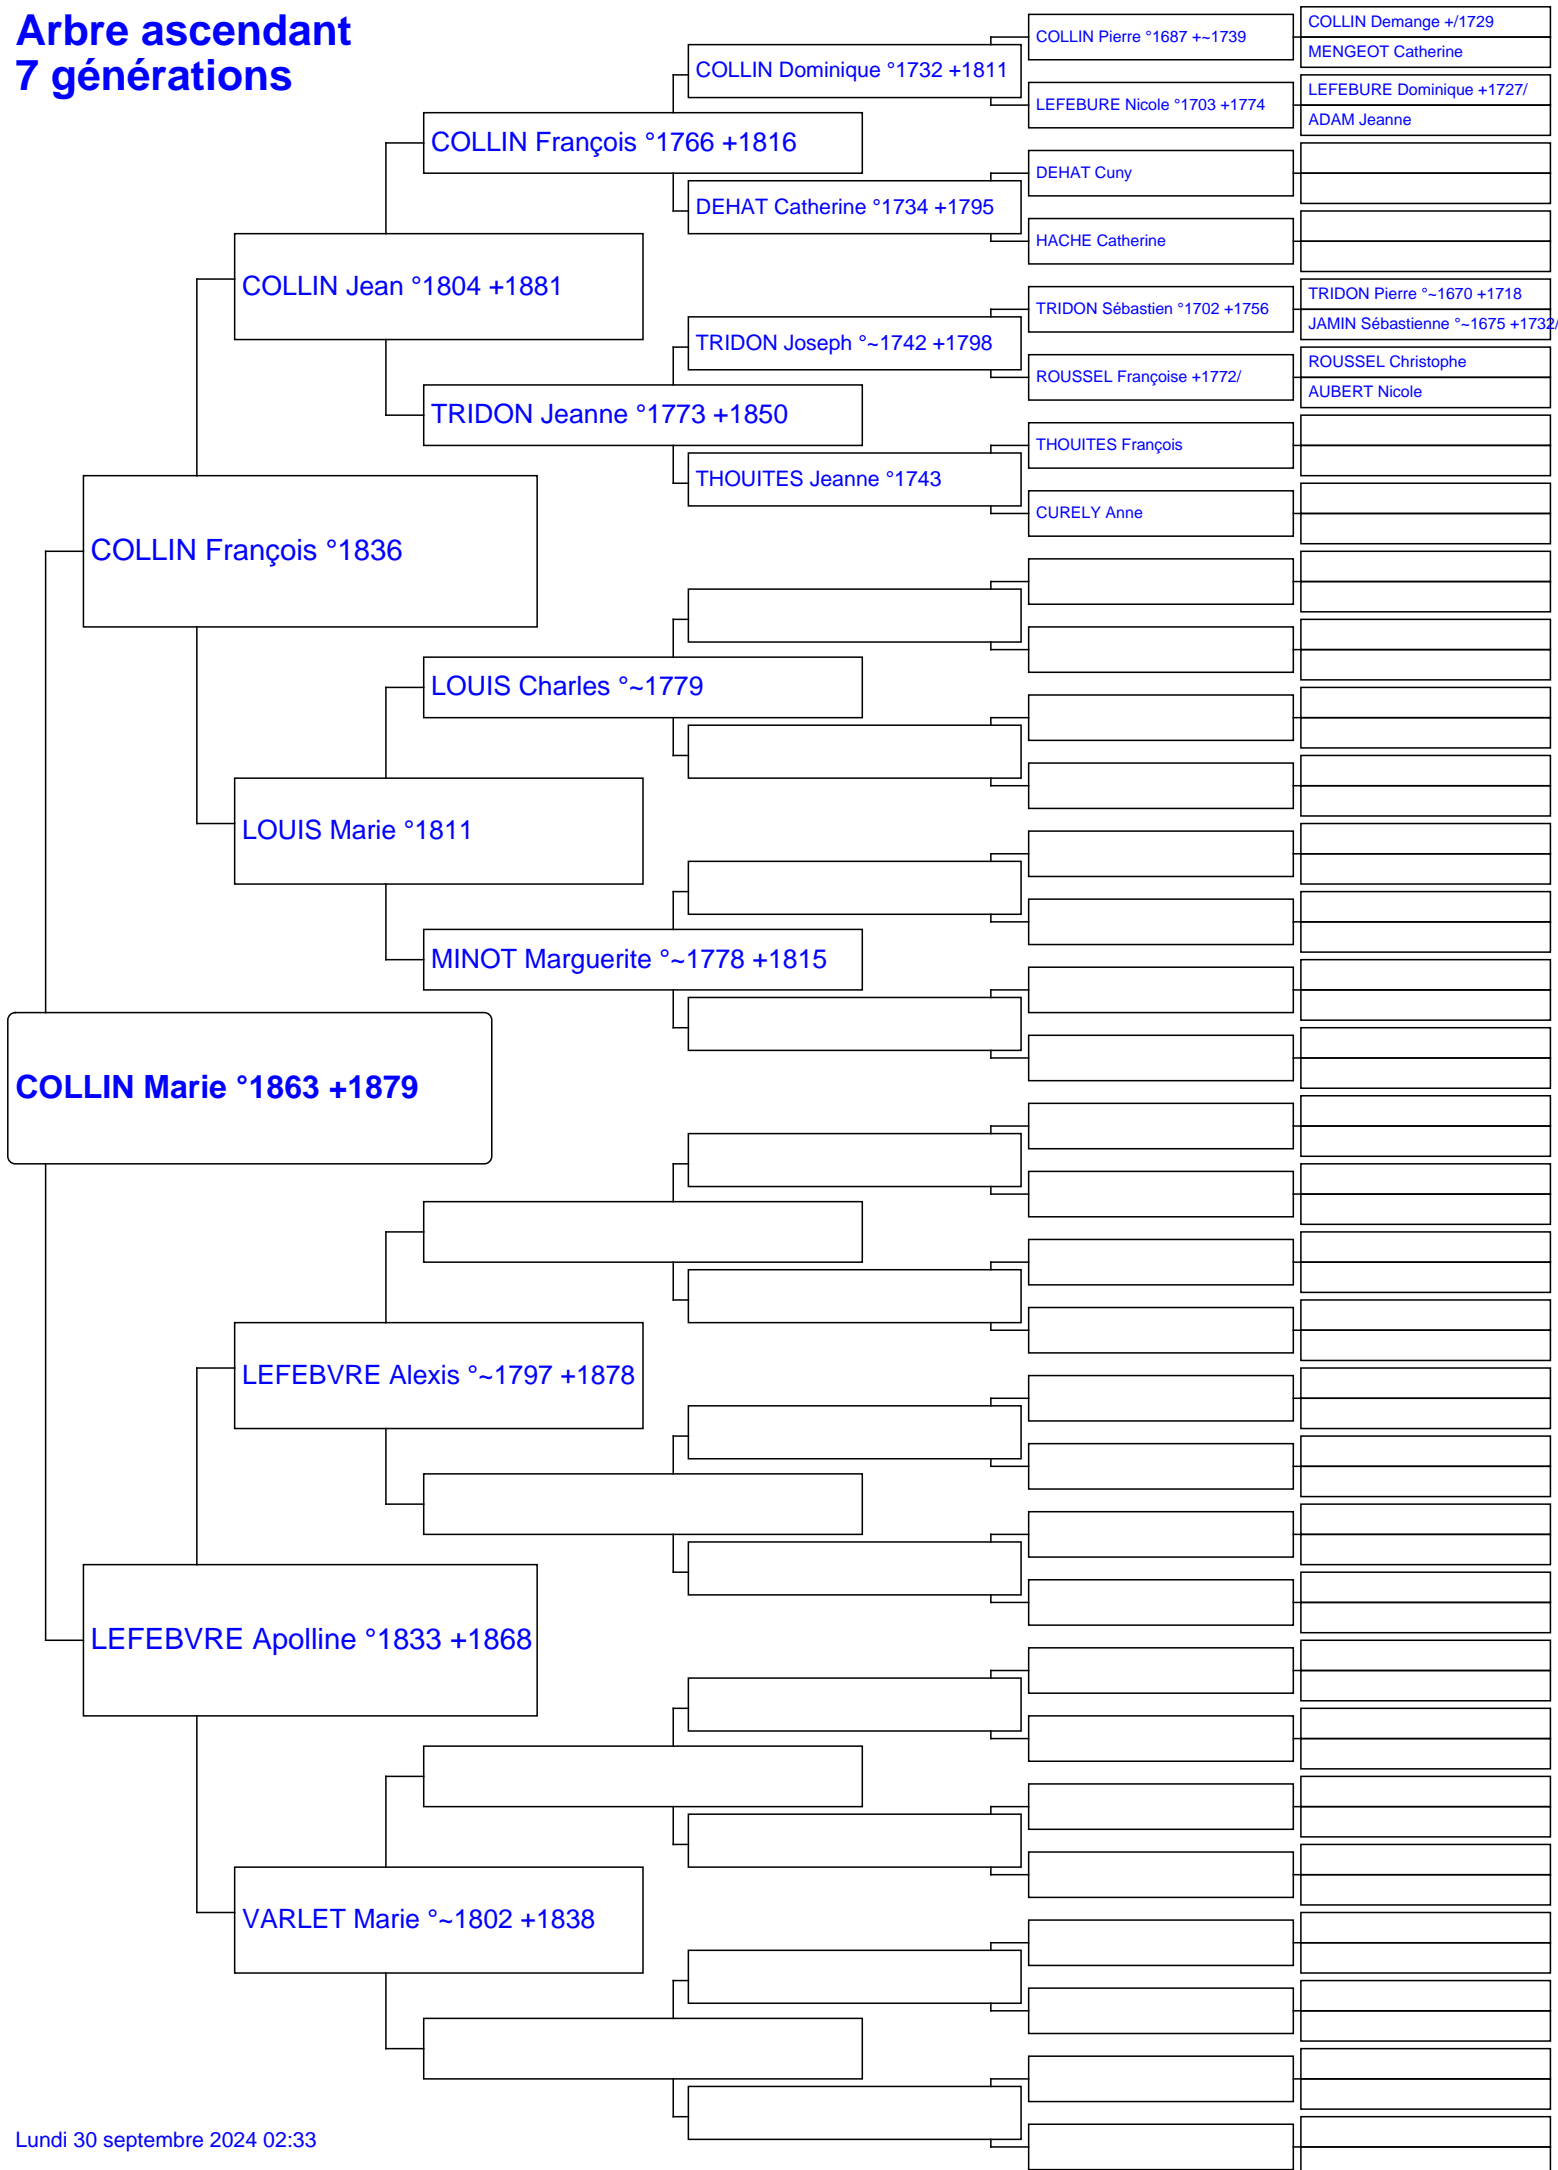 Arbre ascendant
7 générations
COLLIN Pierre °1687 +~1739
COLLIN Demange +/1729
MENGEOT Catherine
COLLIN Dominique °1732 +1811
LEFEBURE Nicole °1703 +1774
LEFEBURE Dominique +1727/
ADAM Jeanne
COLLIN François °1766 +1816
DEHAT Cuny
DEHAT Catherine °1734 +1795
HACHE Catherine
COLLIN Jean °1804 +1881
TRIDON Sébastien °1702 +1756
TRIDON Pierre °~1670 +1718
JAMIN Sébastienne °~1675 +1732/
TRIDON Joseph °~1742 +1798
ROUSSEL Françoise +1772/
ROUSSEL Christophe
AUBERT Nicole
TRIDON Jeanne °1773 +1850
THOUITES François
THOUITES Jeanne °1743
CURELY Anne
COLLIN François °1836
LOUIS Charles °~1779
LOUIS Marie °1811
MINOT Marguerite °~1778 +1815
COLLIN Marie °1863 +1879
LEFEBVRE Alexis °~1797 +1878
LEFEBVRE Apolline °1833 +1868
VARLET Marie °~1802 +1838
Lundi 30 septembre 2024 02:33